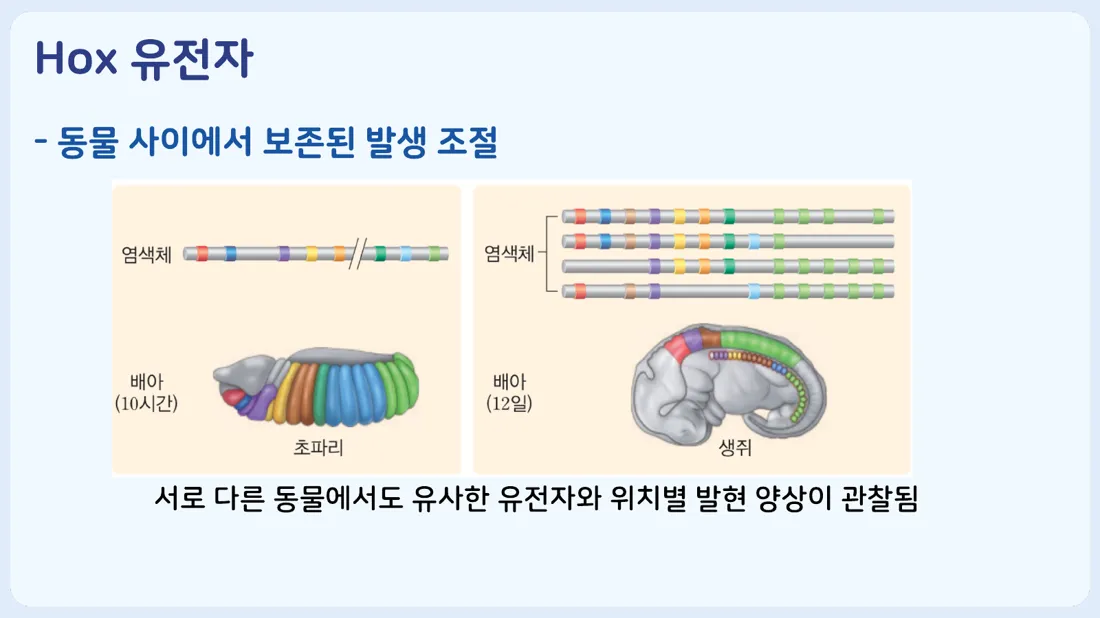 Hox 유전자
- 동물 사이에서 보존된 발생 조절
염색체
배아
(10시간)
초파리
염색체
배아
(12일)
생쥐
서로 다른 동물에서도 유사한 유전자와 위치별 발현 양상이 관찰됨